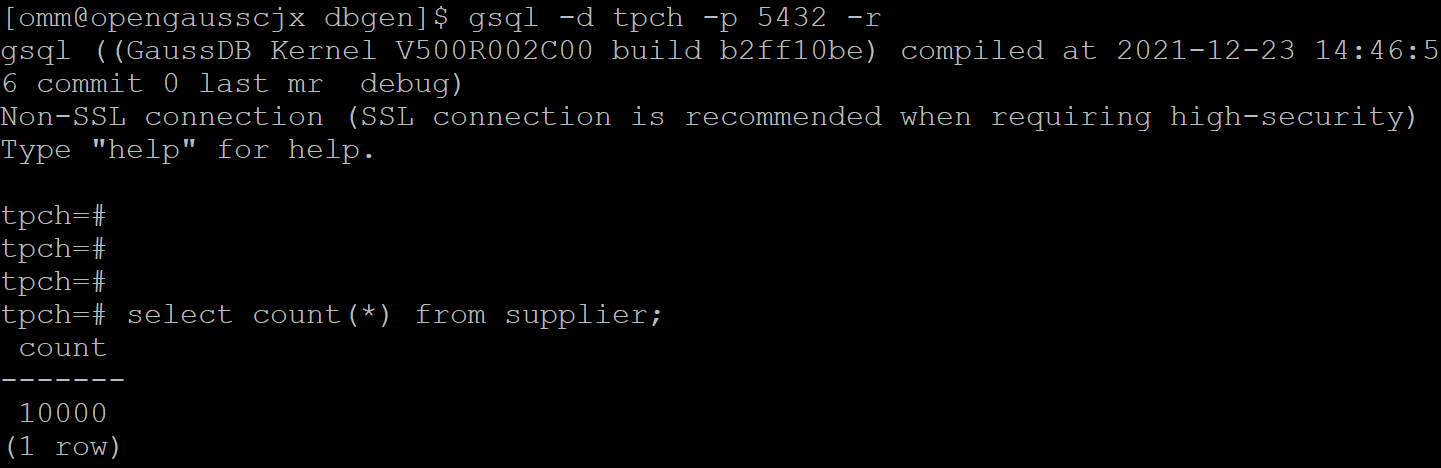 [omm@opengausscjx dbgen]$ gsql -d tpch -p 5432 -r
gsql ((GaussDB Kernel V500R002C00 build b2ff10be) compiled at 2021-12-23 14:46:5
6 commit 0 last mr  debug)
Non-SSL connection (SSL connection is recommended when requiring high-security)
Type "help" for help.

tpch=#
tpch=#
tpch=#
tpch=# select count(*) from supplier;
 count
-------
 10000
(1 row)